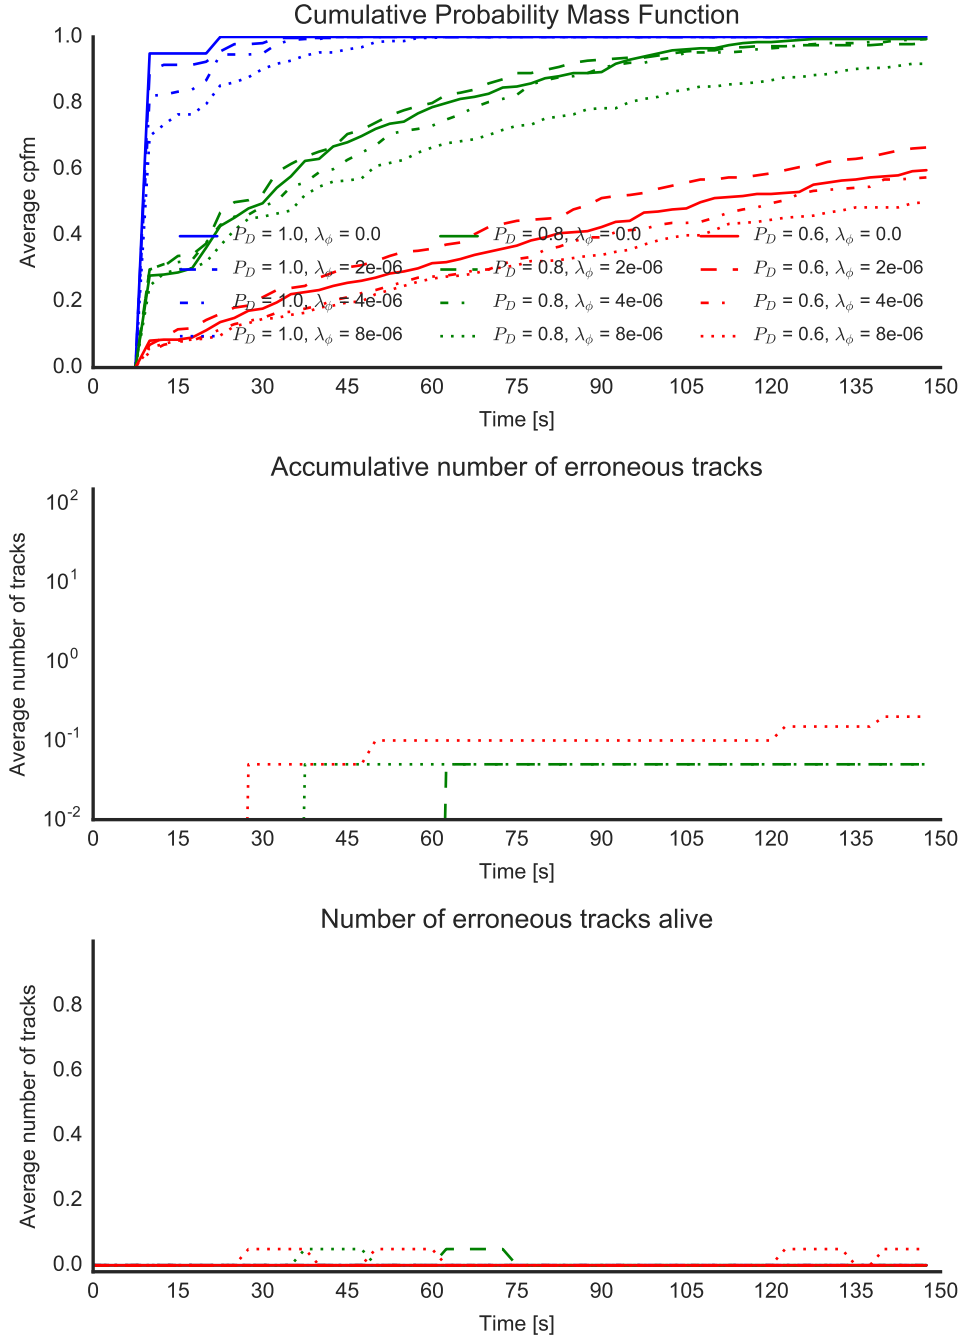 Cumulative Probability Mass Function
1.0
0.8
0.6
0.4
0.2
0.0
Average cpfm
P_D = 1.0, λ_ϕ = 0.0
P_D = 1.0, λ_ϕ = 2e-06
P_D = 1.0, λ_ϕ = 4e-06
P_D = 1.0, λ_ϕ = 8e-06
P_D = 0.8, λ_ϕ = 0.0
P_D = 0.8, λ_ϕ = 2e-06
P_D = 0.8, λ_ϕ = 4e-06
P_D = 0.8, λ_ϕ = 8e-06
P_D = 0.6, λ_ϕ = 0.0
P_D = 0.6, λ_ϕ = 2e-06
P_D = 0.6, λ_ϕ = 4e-06
P_D = 0.6, λ_ϕ = 8e-06
0 15 30 45 60 75 90 105 120 135 150
Time [s]
Accumulative number of erroneous tracks
10^2
10^1
10^0
10^-1
10^-2
Average number of tracks
0 15 30 45 60 75 90 105 120 135 150
Time [s]
Number of erroneous tracks alive
0.8
0.6
0.4
0.2
0.0
Average number of tracks
0 15 30 45 60 75 90 105 120 135 150
Time [s]